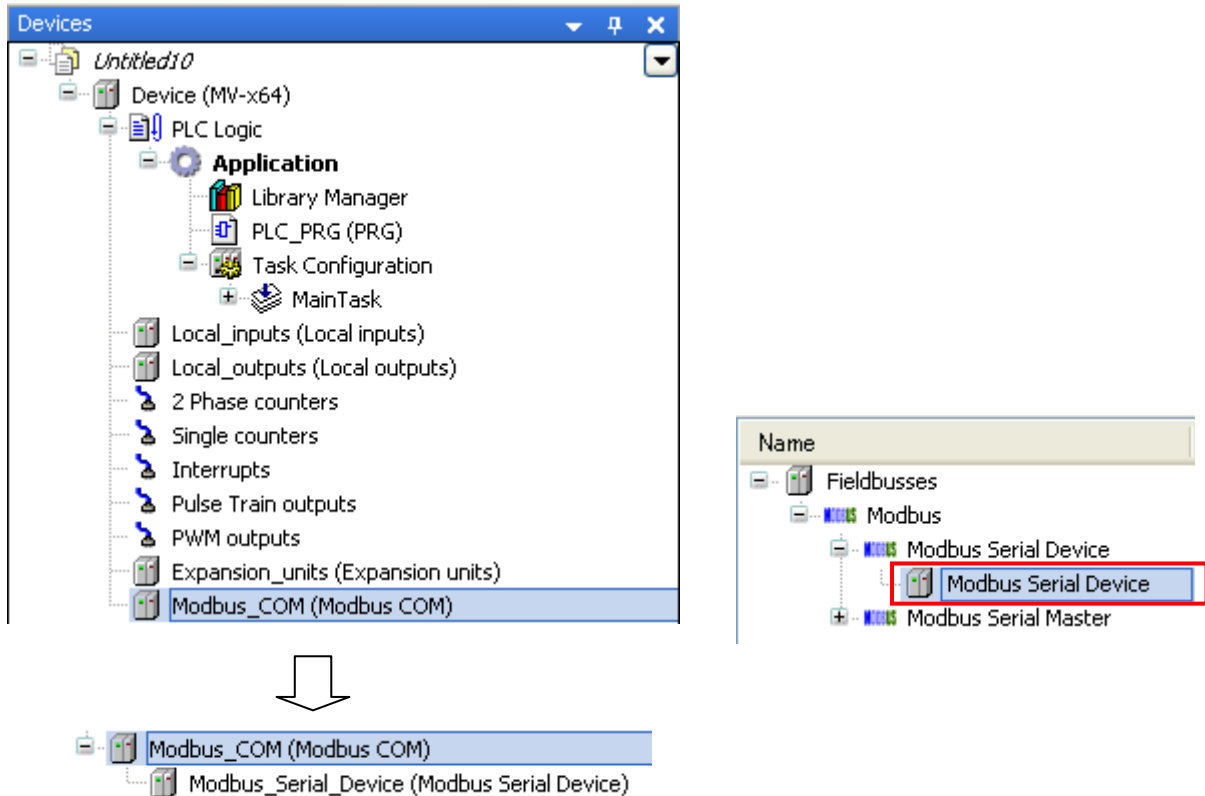 Devices
Untitled10
Device (MV-x64)
PLC Logic
Application
Library Manager
PLC_PRG (PRG)
Task Configuration
MainTask
Local_inputs (Local inputs)
Local_outputs (Local outputs)
2 Phase counters
Single counters
Interrupts
Pulse Train outputs
PWM outputs
Expansion_units (Expansion units)
Modbus_COM (Modbus COM)
Name
Fieldbusses
MODBUS Modbus
MODBUS Modbus Serial Device
Modbus Serial Device
MODBUS Modbus Serial Master
Modbus_COM (Modbus COM)
Modbus_Serial_Device (Modbus Serial Device)